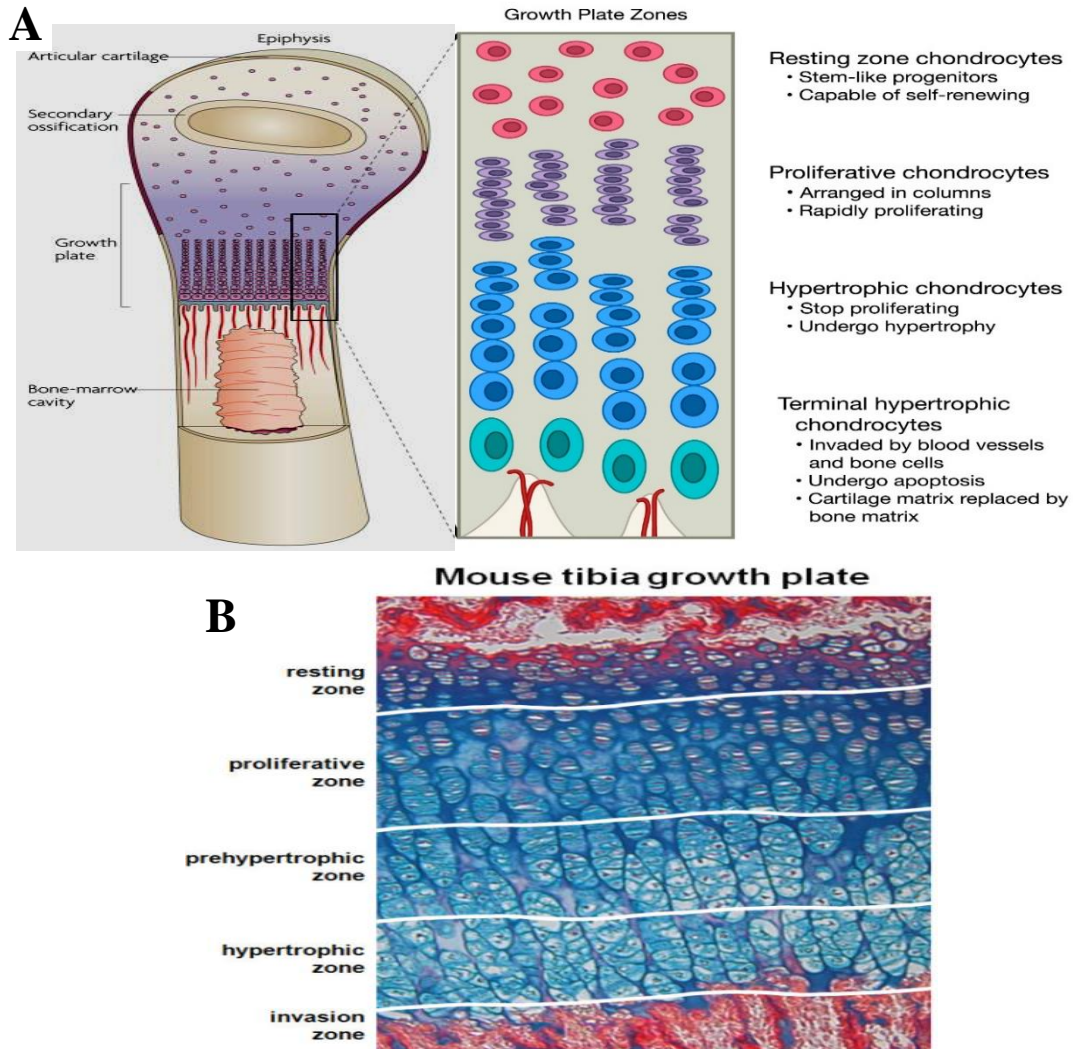 A
Epiphysis
Articular cartilage
Secondary
ossification
Growth
plate
Bone-marrow
cavity
Growth Plate Zones
Resting zone chondrocytes
• Stem-like progenitors
• Capable of self-renewing
Proliferative chondrocytes
• Arranged in columns
• Rapidly proliferating
Hypertrophic chondrocytes
• Stop proliferating
• Undergo hypertrophy
Terminal hypertrophic
chondrocytes
• Invaded by blood vessels
and bone cells
• Undergo apoptosis
• Cartilage matrix replaced by
bone matrix
B
Mouse tibia growth plate
resting
zone
proliferative
zone
prehypertrophic
zone
hypertrophic
zone
invasion
zone